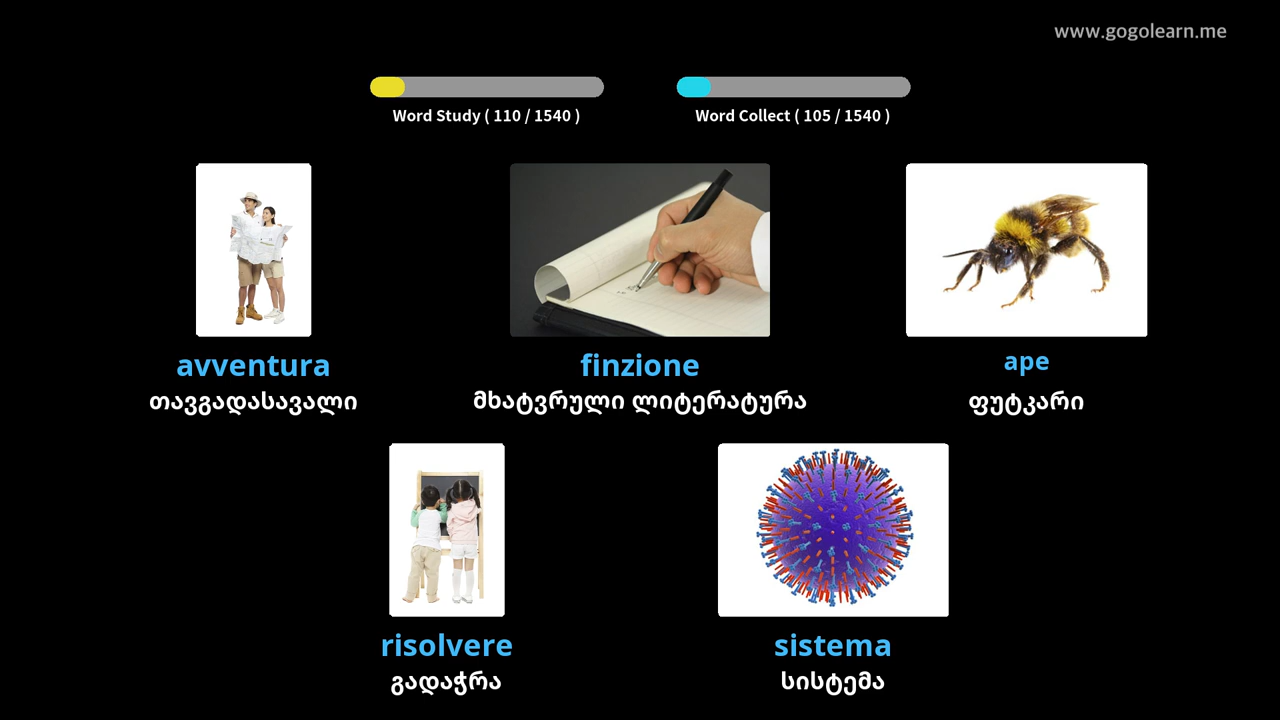 www.gogolearn.me
Word Study ( 110 / 1540 )
Word Collect ( 105 / 1540 )
avventura
თავგადასავალი
finzione
მხატვრული ლიტერატურა
ape
ფუტკარი
risolvere
გადაჭრა
sistema
სისტემა